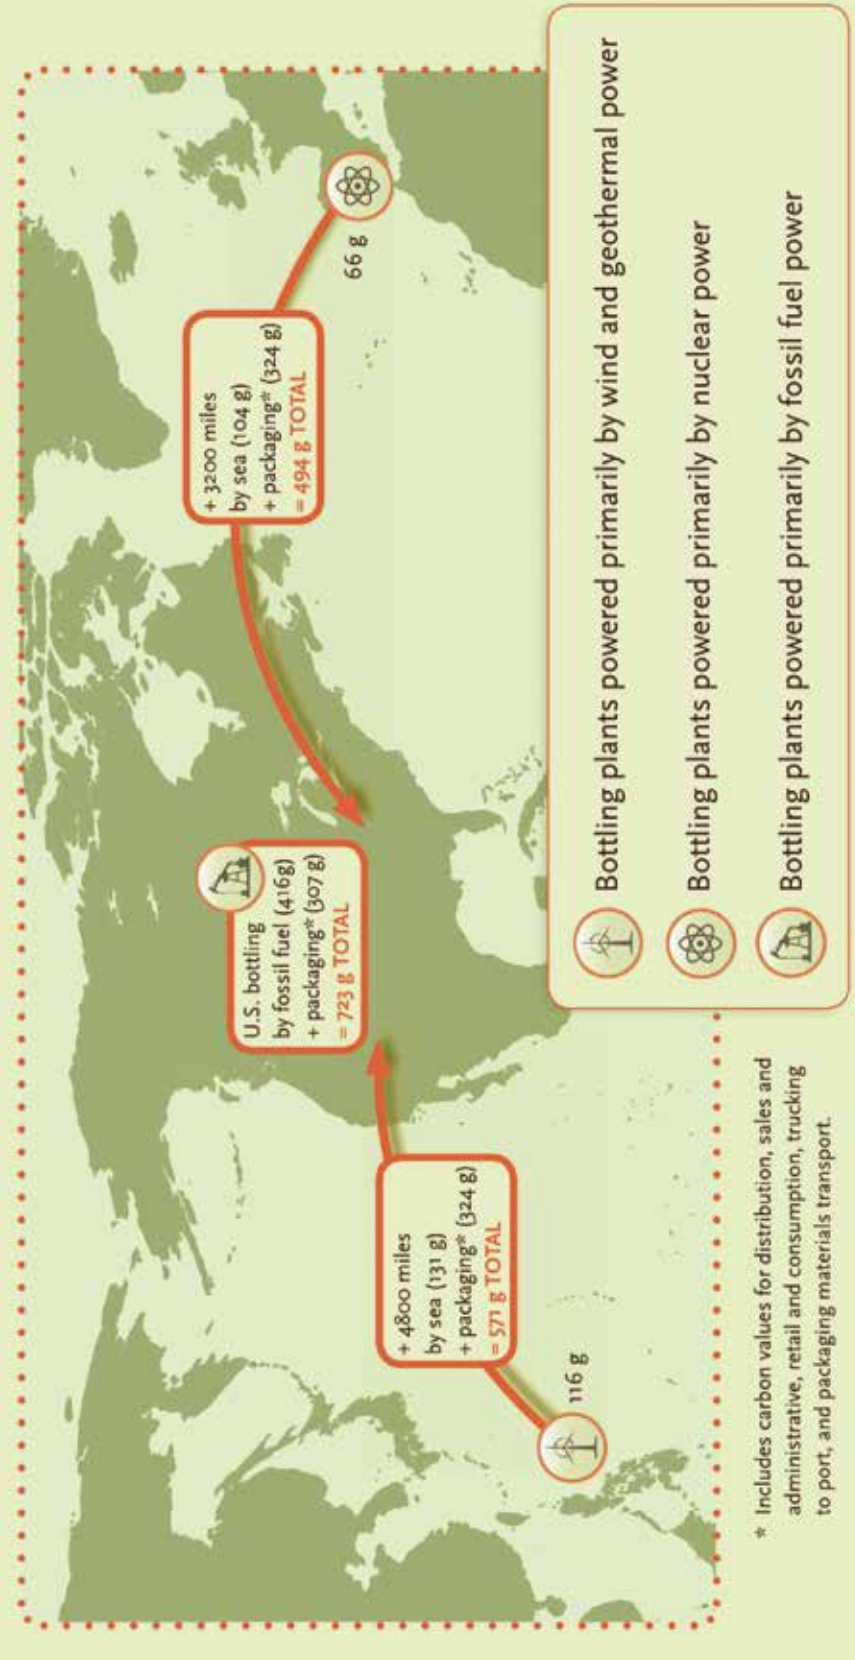 116 g
+ 4800 miles
by sea (131 g)
+ packaging* (324 g)
= 571 g TOTAL
U.S. bottling
by fossil fuel (416g)
+ packaging* (307 g)
= 723 g TOTAL
+ 3200 miles
by sea (104 g)
+ packaging* (324 g)
= 494 g TOTAL
66 g
* Includes carbon values for distribution, sales and
administrative, retail and consumption, trucking
to port, and packaging materials transport.
Bottling plants powered primarily by wind and geothermal power
Bottling plants powered primarily by nuclear power
Bottling plants powered primarily by fossil fuel power